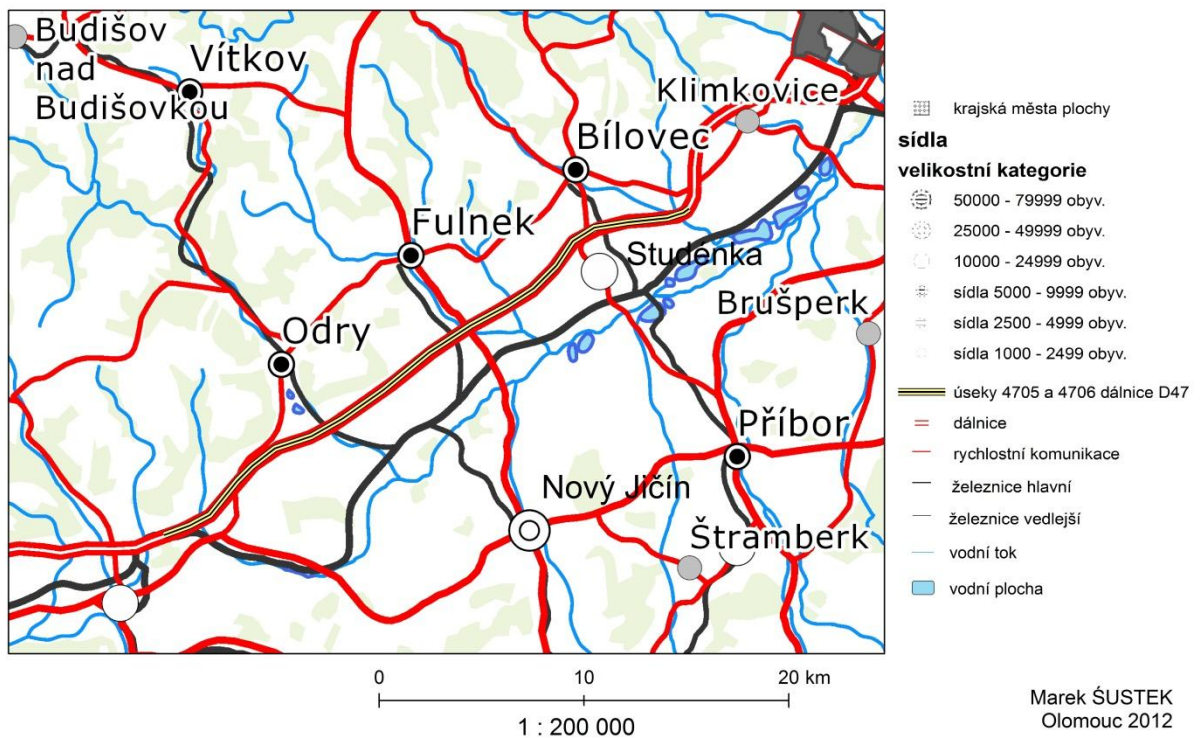 Budišov
nad
Budišovkou
Vítkov
Klimkovice
Bílovec
Fulnek
Studénka
Brušperk
Odry
Příbor
Nový Jičín
Štramberk
krajská města plochy
sídla
velikostní kategorie
50000 - 79999 obyv.
25000 - 49999 obyv.
10000 - 24999 obyv.
sídla 5000 - 9999 obyv.
sídla 2500 - 4999 obyv.
sídla 1000 - 2499 obyv.
úseky 4705 a 4706 dálnice D47
dálnice
rychlostní komunikace
železnice hlavní
železnice vedlejší
vodní tok
vodní plocha
0 10 20 km
1 : 200 000
Marek ŚUSTEK
Olomouc 2012